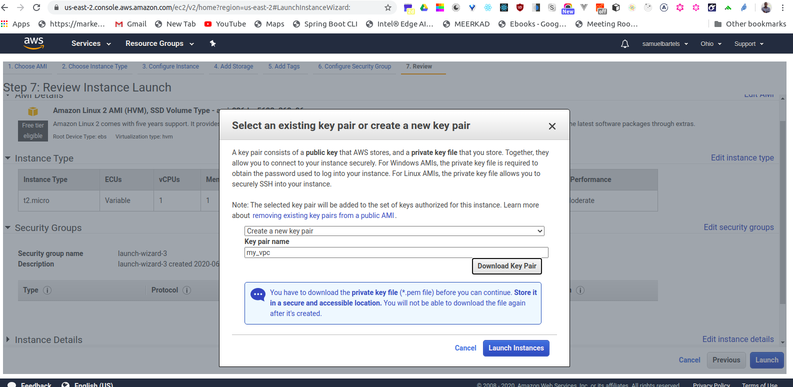 us-east-2.console.aws.amazon.com/ec2/v2/home?region=us-east-2#LaunchInstanceWizard:
Apps https://marke... Gmail New Tab YouTube Maps Spring Boot CLI Intel® Edge AI... MEERKAD Ebooks - Goog... Meeting Roo... Other bookmarks
aws Services Resource Groups samuelbartels Ohio Support
1. Choose AMI 2. Choose Instance Type 3. Configure Instance 4. Add Storage 5. Add Tags 6. Configure Security Group 7. Review
Step 7: Review Instance Launch
AMI Details Edit AMI
Amazon Linux 2 AMI (HVM), SSD Volume Type -
Free tier eligible
Amazon Linux 2 comes with five years support. It provides
the latest software packages through extras.
Root Device Type: ebs Virtualization type: hvm
Instance Type Edit instance type
Instance Type ECUs vCPUs Performance
t2.micro Variable 1 1
Security Groups Edit security groups
Security group name launch-wizard-3
Description launch-wizard-3 created 2020-06
Type Protocol
Instance Details Edit instance details
Cancel Previous Launch
Select an existing key pair or create a new key pair
A key pair consists of a public key that AWS stores, and a private key file that you store. Together, they
allow you to connect to your instance securely. For Windows AMIs, the private key file is required to
obtain the password used to log into your instance. For Linux AMIs, the private key file allows you to
securely SSH into your instance.
Note: The selected key pair will be added to the set of keys authorized for this instance. Learn more
about removing existing key pairs from a public AMI.
Create a new key pair
Key pair name
my_vpc
Download Key Pair
You have to download the private key file (*.pem file) before you can continue. Store it
in a secure and accessible location. You will not be able to download the file again
after it's created.
Cancel Launch Instances
Feedback English (US) © 2008 - 2020, Amazon Web Services, Inc. or its affiliates. All rights reserved. Privacy Policy Terms of Use